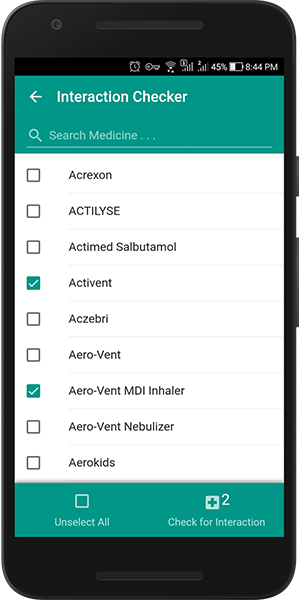 45% 8:44 PM
Interaction Checker
Search Medicine . . .
Acrexon
ACTILYSE
Actimed Salbutamol
Activent
Aczebri
Aero-Vent
Aero-Vent MDI Inhaler
Aero-Vent Nebulizer
Aerokids
2
Unselect All
Check for Interaction